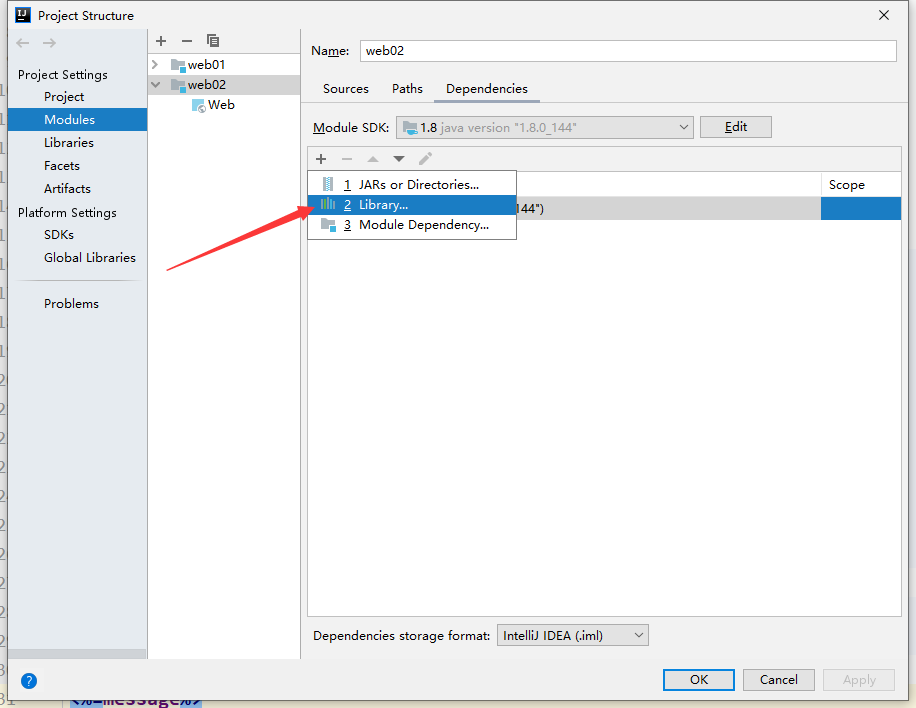 Project Structure
Project Settings
Project
Modules
Libraries
Facets
Artifacts
Platform Settings
SDKs
Global Libraries
Problems
web01
web02
Web
Name: web02
Sources Paths Dependencies
Module SDK: 1.8 java version "1.8.0_144" Edit
1 JARs or Directories...
2 Library...
3 Module Dependency...
Scope
144")
Dependencies storage format: IntelliJ IDEA (.iml)
? OK Cancel Apply
<%=message%>